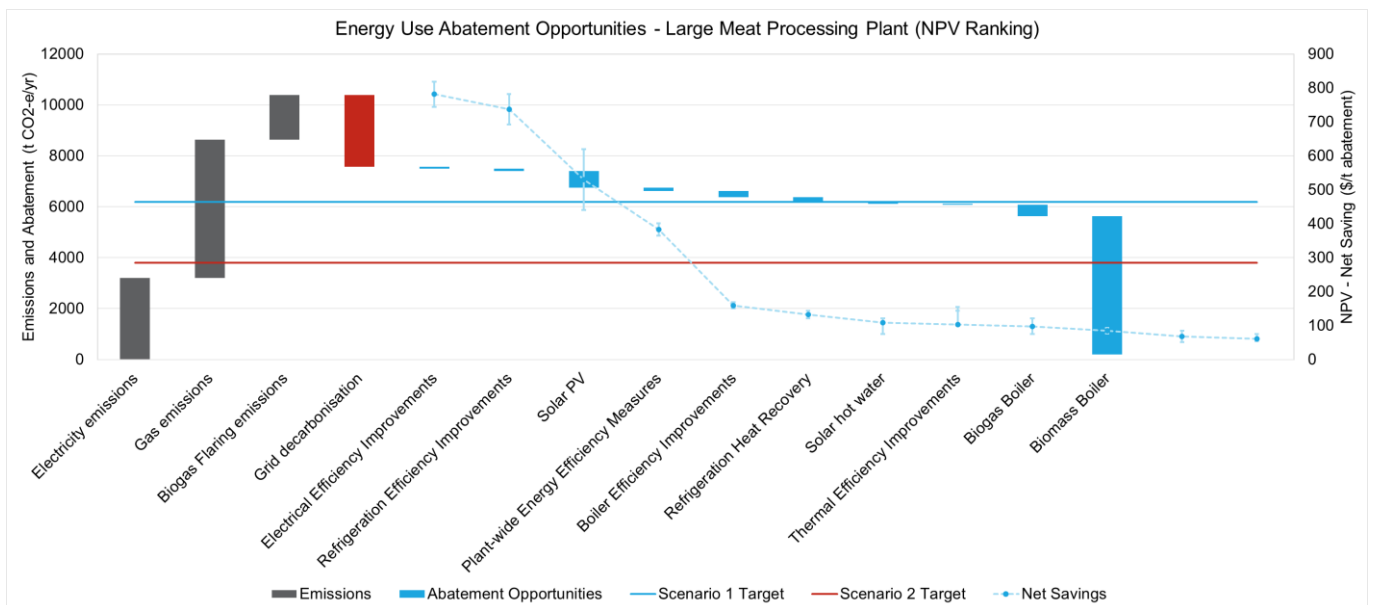 Energy Use Abatement Opportunities - Large Meat Processing Plant (NPV Ranking)
Emissions and Abatement (t CO2-e/yr)
12000
10000
8000
6000
4000
2000
0
900
800
700
600
500
400
300
200
100
0
NPV - Net Saving ($/t abatement)
Electricity emissions
Gas emissions
Biogas Flaring emissions
Grid decarbonisation
Electrical Efficiency Improvements
Refrigeration Efficiency Improvements
Solar PV
Plant-wide Energy Efficiency Measures
Boiler Efficiency Improvements
Refrigeration Heat Recovery
Solar hot water
Thermal Efficiency Improvements
Biogas Boiler
Biomass Boiler
Emissions
Abatement Opportunities
Scenario 1 Target
Scenario 2 Target
Net Savings